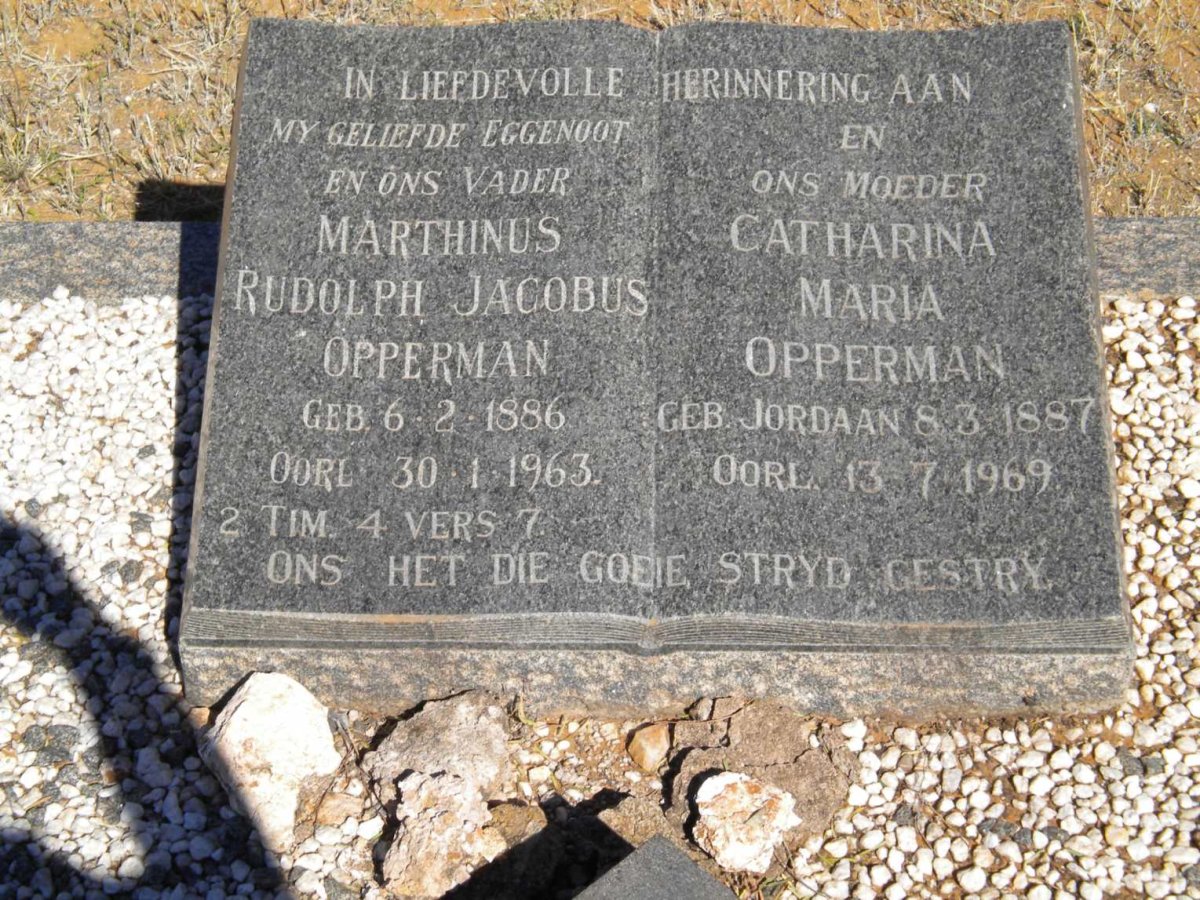 IN LIEFDEVOLLE HERINNERING AAN
MY GELIEFDE EGGENOOT
EN ONS VADER
MARTHINUS
RUDOLPH JACOBUS
OPPERMAN
GEB. 6·2·1886
OORL 30·1·1963.
EN
ONS MOEDER
CATHARINA
MARIA
OPPERMAN
GEB. JORDAAN 8.3.1887
OORL. 13·7·1969
2 TIM. 4 VERS 7.
ONS HET DIE GOEIE STRYD GESTRY.